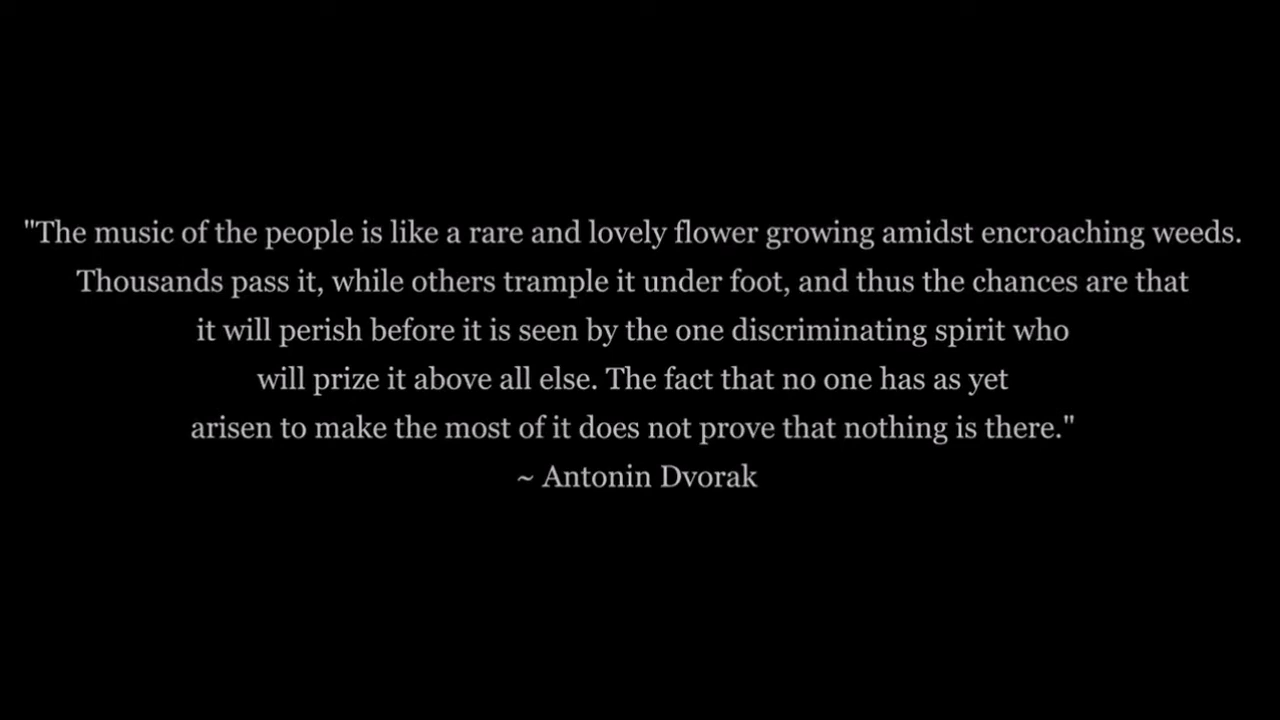 "The music of the people is like a rare and lovely flower growing amidst encroaching weeds.
Thousands pass it, while others trample it under foot, and thus the chances are that
it will perish before it is seen by the one discriminating spirit who
will prize it above all else. The fact that no one has as yet
arisen to make the most of it does not prove that nothing is there."
~ Antonin Dvorak